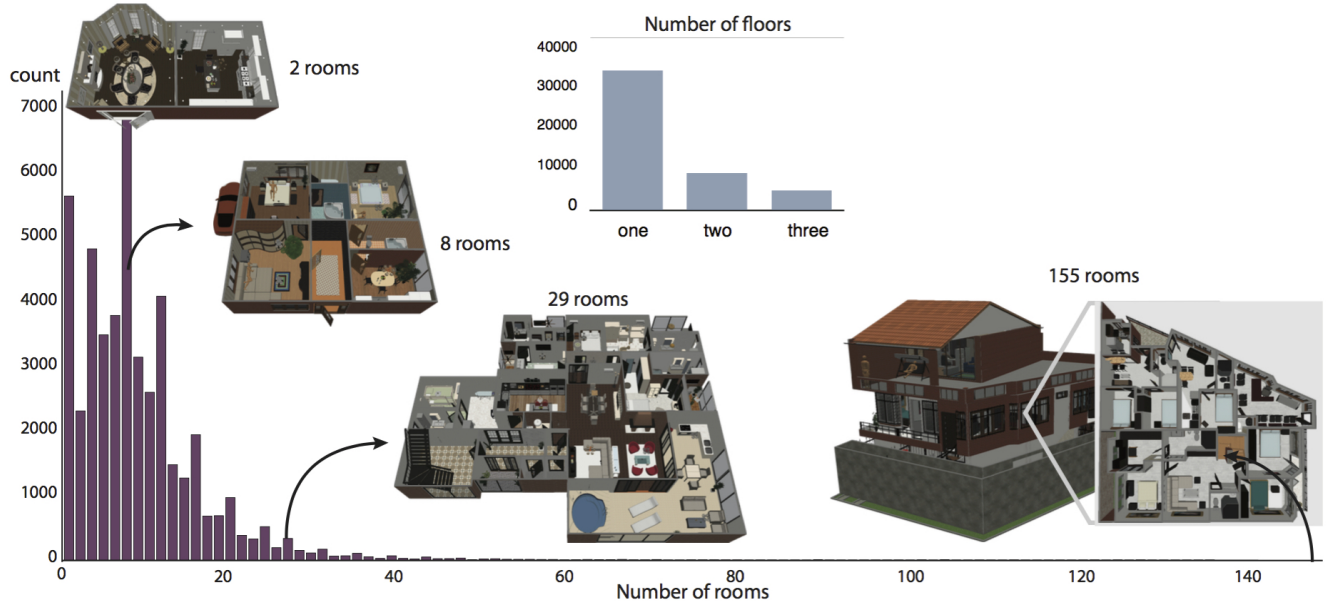 Number of floors
40000
30000
20000
10000
0
one two three
count
7000
6000
5000
4000
3000
2000
1000
0
2 rooms
8 rooms
29 rooms
155 rooms
0 20 40 60 80 100 120 140
Number of rooms